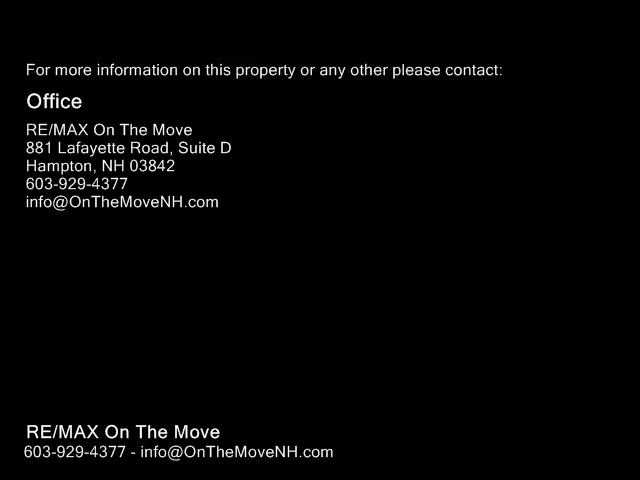 For more information on this property or any other please contact:
Office
RE/MAX On The Move
881 Lafayette Road, Suite D
Hampton, NH 03842
603-929-4377
info@OnTheMoveNH.com
RE/MAX On The Move
603-929-4377 - info@OnTheMoveNH.com